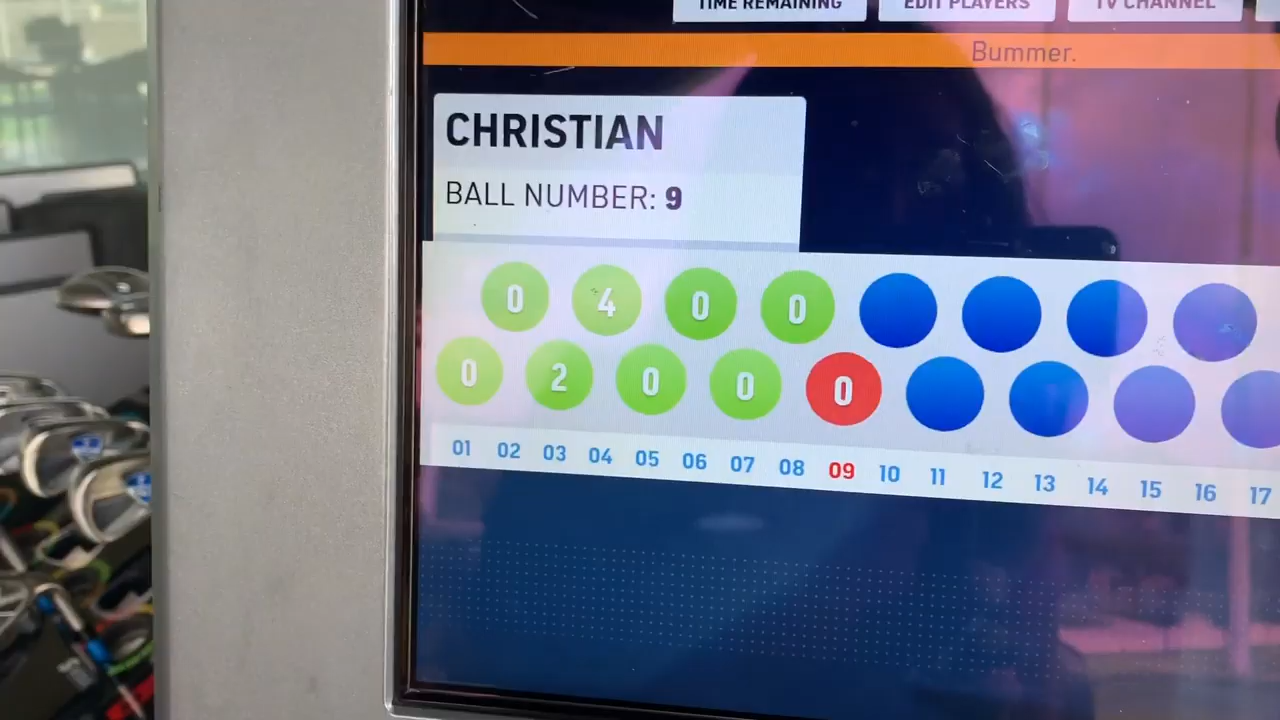 TIME REMAINING
EDIT PLAYERS
TV CHANNEL
Bummer.
CHRISTIAN
BALL NUMBER: 9
0 4 0 0
0 2 0 0 0
01 02 03 04 05 06 07 08 09 10 11 12 13 14 15 16 17